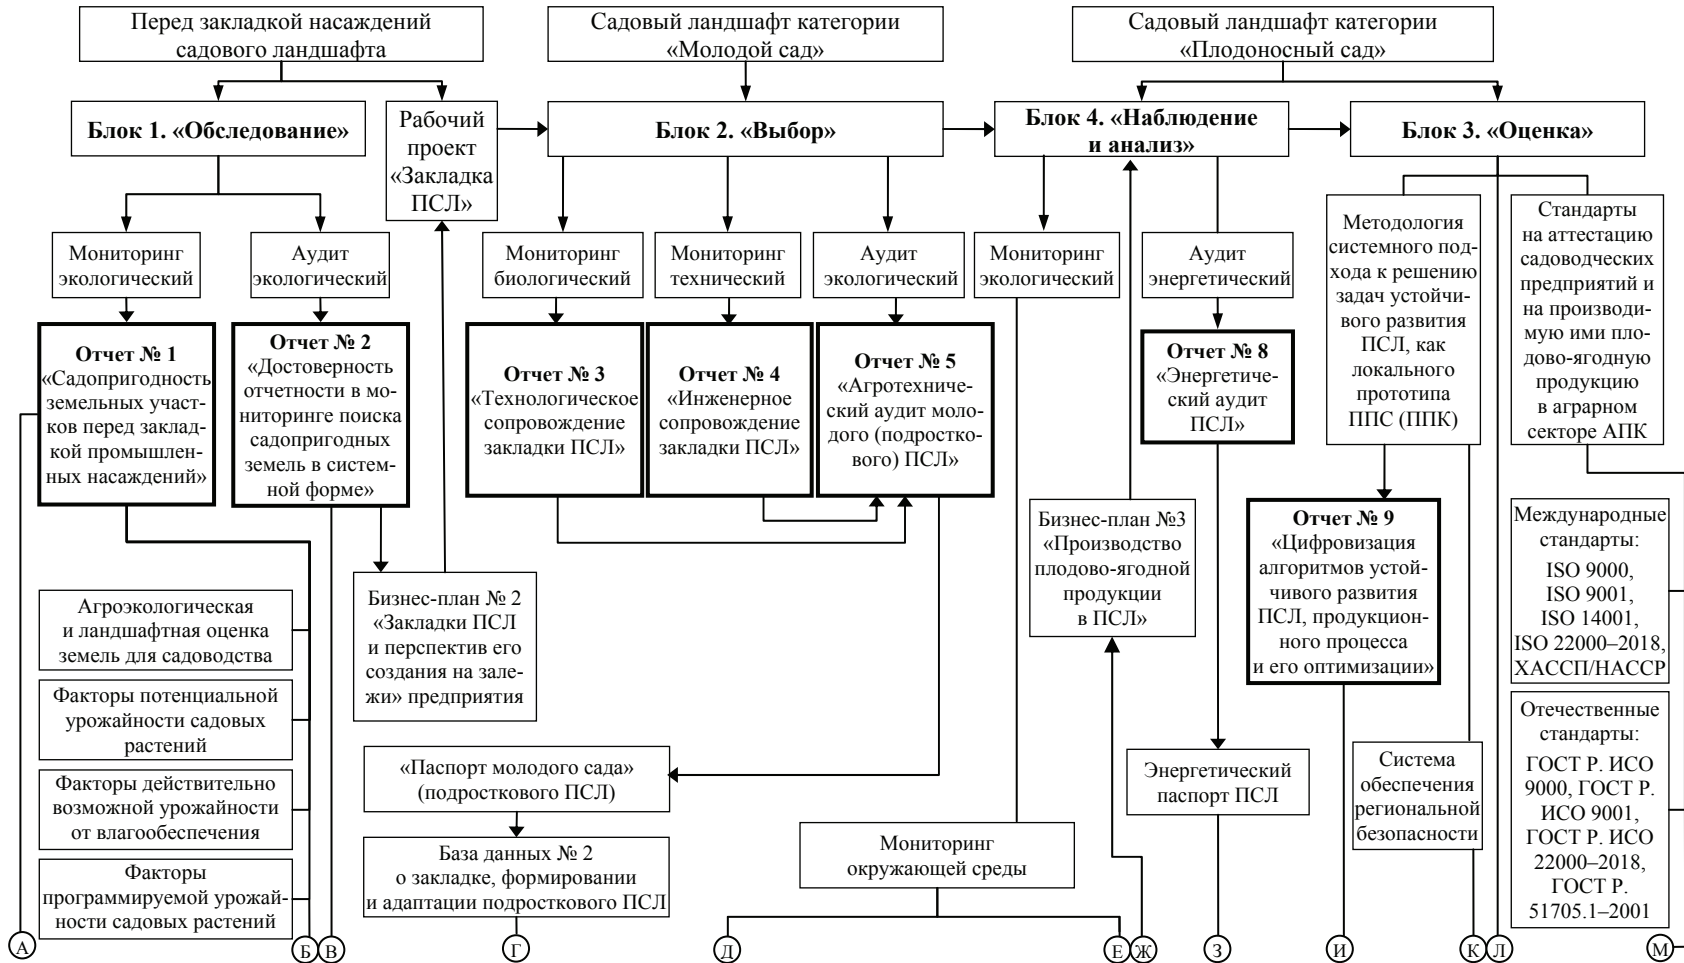 Перед закладкой насаждений
садового ландшафта
Садовый ландшафт категории
«Молодой сад»
Садовый ландшафт категории
«Плодоносный сад»
Блок 1. «Обследование»
Рабочий
проект
«Закладка
ПСЛ»
Блок 2. «Выбор»
Блок 4. «Наблюдение
и анализ»
Блок 3. «Оценка»
Мониторинг
экологический
Аудит
экологический
Мониторинг
биологический
Мониторинг
технический
Аудит
экологический
Мониторинг
экологический
Аудит
энергетический
Методология
системного под-
хода к решению
задач устойчи-
вого развития
ПСЛ, как
локального
прототипа
ППС (ППК)
Стандарты
на аттестацию
садоводческих
предприятий и
на производи-
мую ими пло-
дово-ягодную
продукцию
в аграрном
секторе АПК
Отчет № 1
«Садопригодность
земельных участ-
ков перед заклад-
кой промышлен-
ных насаждений»
Отчет № 2
«Достоверность
отчетности в мо-
ниторинге поиска
садопригодных
земель в систем-
ной форме»
Отчет № 3
«Технологическое
сопровождение
закладки ПСЛ»
Отчет № 4
«Инженерное
сопровождение
закладки ПСЛ»
Отчет № 5
«Агротехниче-
ский аудит моло-
дого (подростко-
вого) ПСЛ»
Отчет № 8
«Энергетиче-
ский аудит
ПСЛ»
Отчет № 9
«Цифровизация
алгоритмов устой-
чивого развития
ПСЛ, продукцион-
ного процесса
и его оптимизации»
Международные
стандарты:
ISO 9000,
ISO 9001,
ISO 14001,
ISO 22000–2018,
ХАССП/HACCP
Бизнес-план №3
«Производство
плодово-ягодной
продукции
в ПСЛ»
Бизнес-план № 2
«Закладки ПСЛ
и перспектив его
создания на зале-
жи» предприятия
Агроэкологическая
и ландшафтная оценка
земель для садоводства
Факторы потенциальной
урожайности садовых
растений
Факторы действительно
возможной урожайности
от влагообеспечения
Факторы
программируемой урожай-
ности садовых растений
«Паспорт молодого сада»
(подросткового ПСЛ)
База данных № 2
о закладке, формировании
и адаптации подросткового ПСЛ
Мониторинг
окружающей среды
Энергетический
паспорт ПСЛ
Система
обеспечения
региональной
безопасности
Отечественные
стандарты:
ГОСТ Р. ИСО
9000, ГОСТ Р.
ИСО 9001,
ГОСТ Р. ИСО
22000–2018,
ГОСТ Р.
51705.1–2001
А
Б
В
Г
Д
Е
Ж
З
И
К
Л
М